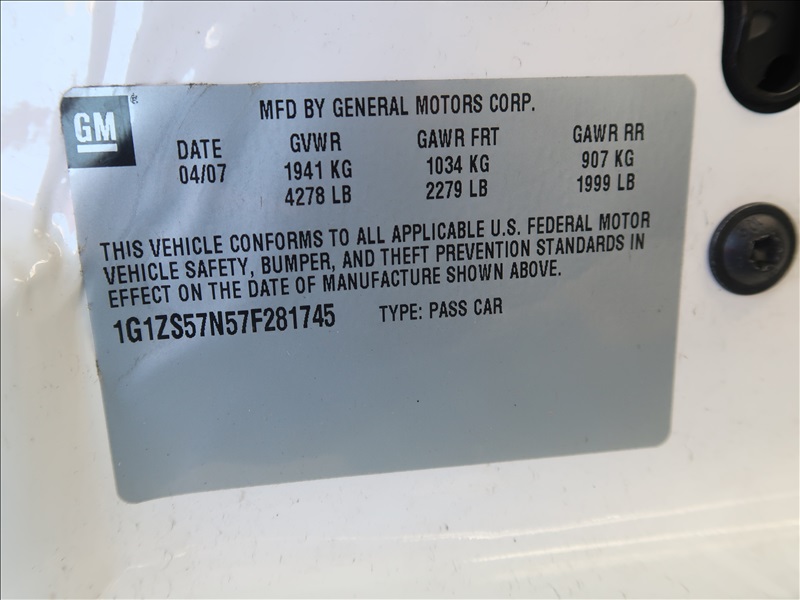 GM
MFD BY GENERAL MOTORS CORP.
DATE GVWR GAWR FRT GAWR RR
04/07 1941 KG 1034 KG 907 KG
4278 LB 2279 LB 1999 LB
THIS VEHICLE CONFORMS TO ALL APPLICABLE U.S. FEDERAL MOTOR
VEHICLE SAFETY, BUMPER, AND THEFT PREVENTION STANDARDS IN
EFFECT ON THE DATE OF MANUFACTURE SHOWN ABOVE.
1G1ZS57N57F281745 TYPE: PASS CAR